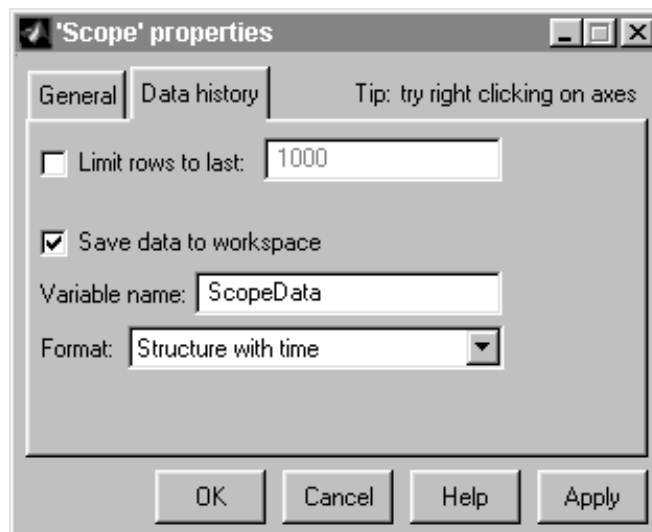 'Scope' properties
General Data history Tip: try right clicking on axes
Limit rows to last: 1000
Save data to workspace
Variable name: ScopeData
Format: Structure with time
OK Cancel Help Apply